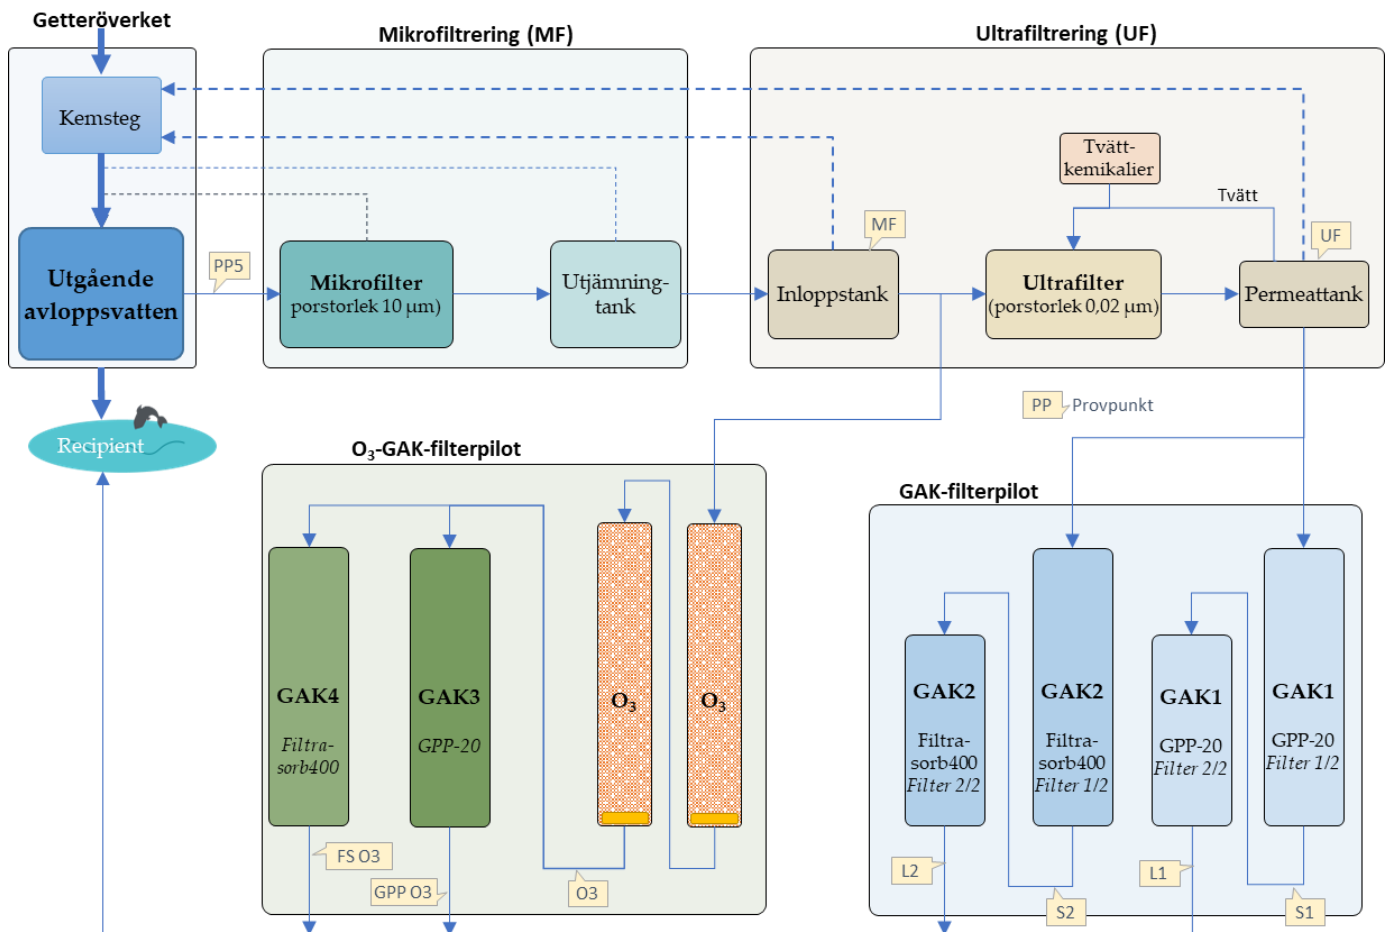 Getteröverket
Mikrofiltrering (MF)
Ultrafiltrering (UF)
Kemsteg
Tvätt-
kemikalier
Tvätt
MF
UF
PP5
Utgående
avloppsvatten
Mikrofilter
porstorlek 10 µm)
Utjämning-
tank
Inloppstank
Ultrafilter
(porstorlek 0,02 µm)
Permeattank
PP
Provpunkt
Recipient
O₃-GAK-filterpilot
GAK-filterpilot
GAK4
Filtra-
sorb400
GAK3
GPP-20
O₃
O₃
GAK2
Filtra-
sorb400
Filter 2/2
GAK2
Filtra-
sorb400
Filter 1/2
GAK1
GPP-20
Filter 2/2
GAK1
GPP-20
Filter 1/2
FS O3
GPP O3
O3
L2
S2
L1
S1